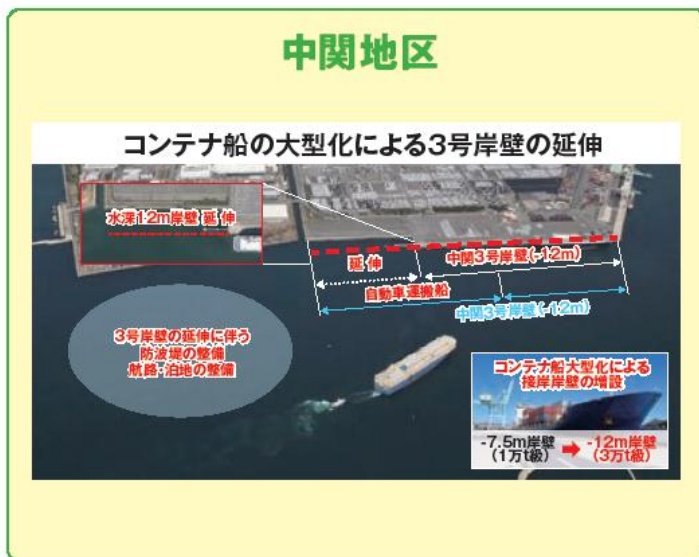 中関地区
コンテナ船の大型化による3号岸壁の延伸
水深12m岸壁 延伸
延伸
中関3号岸壁(-12m)
自動車運搬船
中関3号岸壁(-12m)
3号岸壁の延伸に伴う
防波堤の整備
航路・泊地の整備
コンテナ船大型化による
接岸岸壁の増設
-7.5m岸壁
(1万t級)
➡
-12m岸壁
(3万t級)